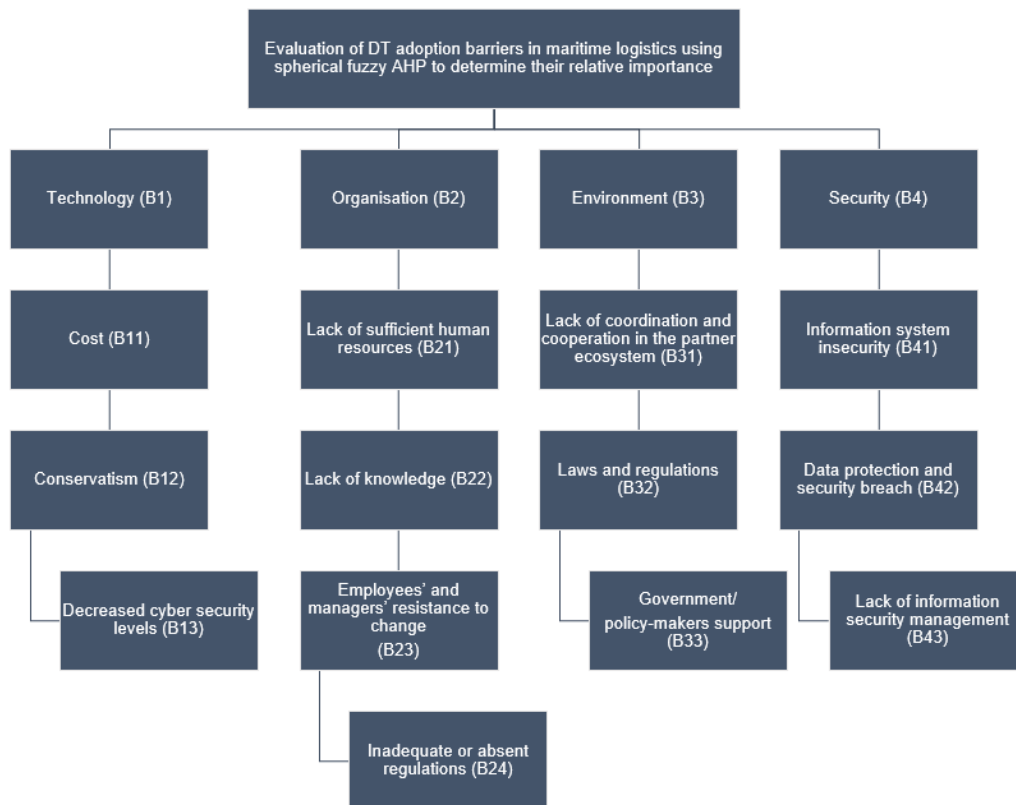 Evaluation of DT adoption barriers in maritime logistics using
spherical fuzzy AHP to determine their relative importance
Technology (B1)
Organisation (B2)
Environment (B3)
Security (B4)
Cost (B11)
Lack of sufficient human
resources (B21)
Lack of coordination and
cooperation in the partner
ecosystem (B31)
Information system
insecurity (B41)
Conservatism (B12)
Lack of knowledge (B22)
Laws and regulations
(B32)
Data protection and
security breach (B42)
Decreased cyber security
levels (B13)
Employees’ and
managers’ resistance to
change
(B23)
Government/
policy-makers support
(B33)
Lack of information
security management
(B43)
Inadequate or absent
regulations (B24)